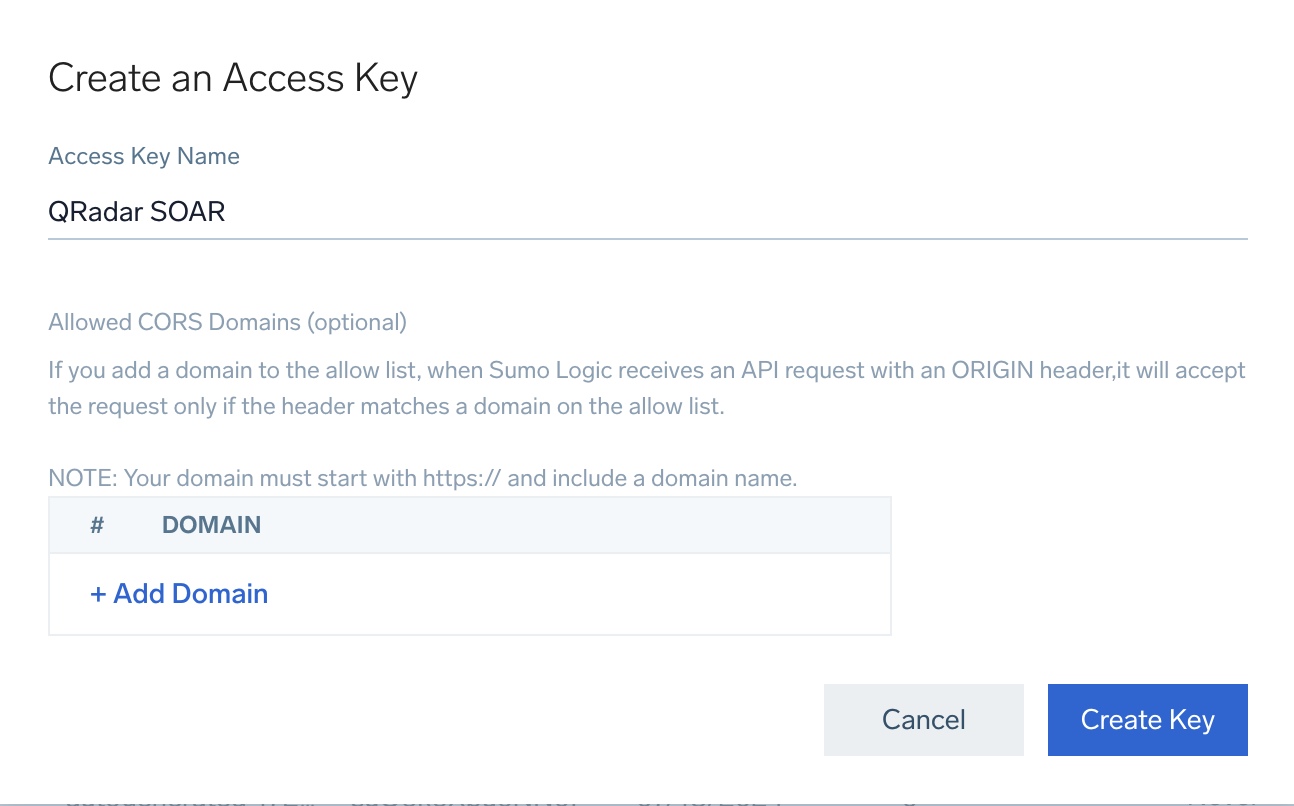 Create an Access Key
Access Key Name
QRadar SOAR
Allowed CORS Domains (optional)
If you add a domain to the allow list, when Sumo Logic receives an API request with an ORIGIN header,it will accept
the request only if the header matches a domain on the allow list.
NOTE: Your domain must start with https:// and include a domain name.
# DOMAIN
+ Add Domain
Cancel Create Key